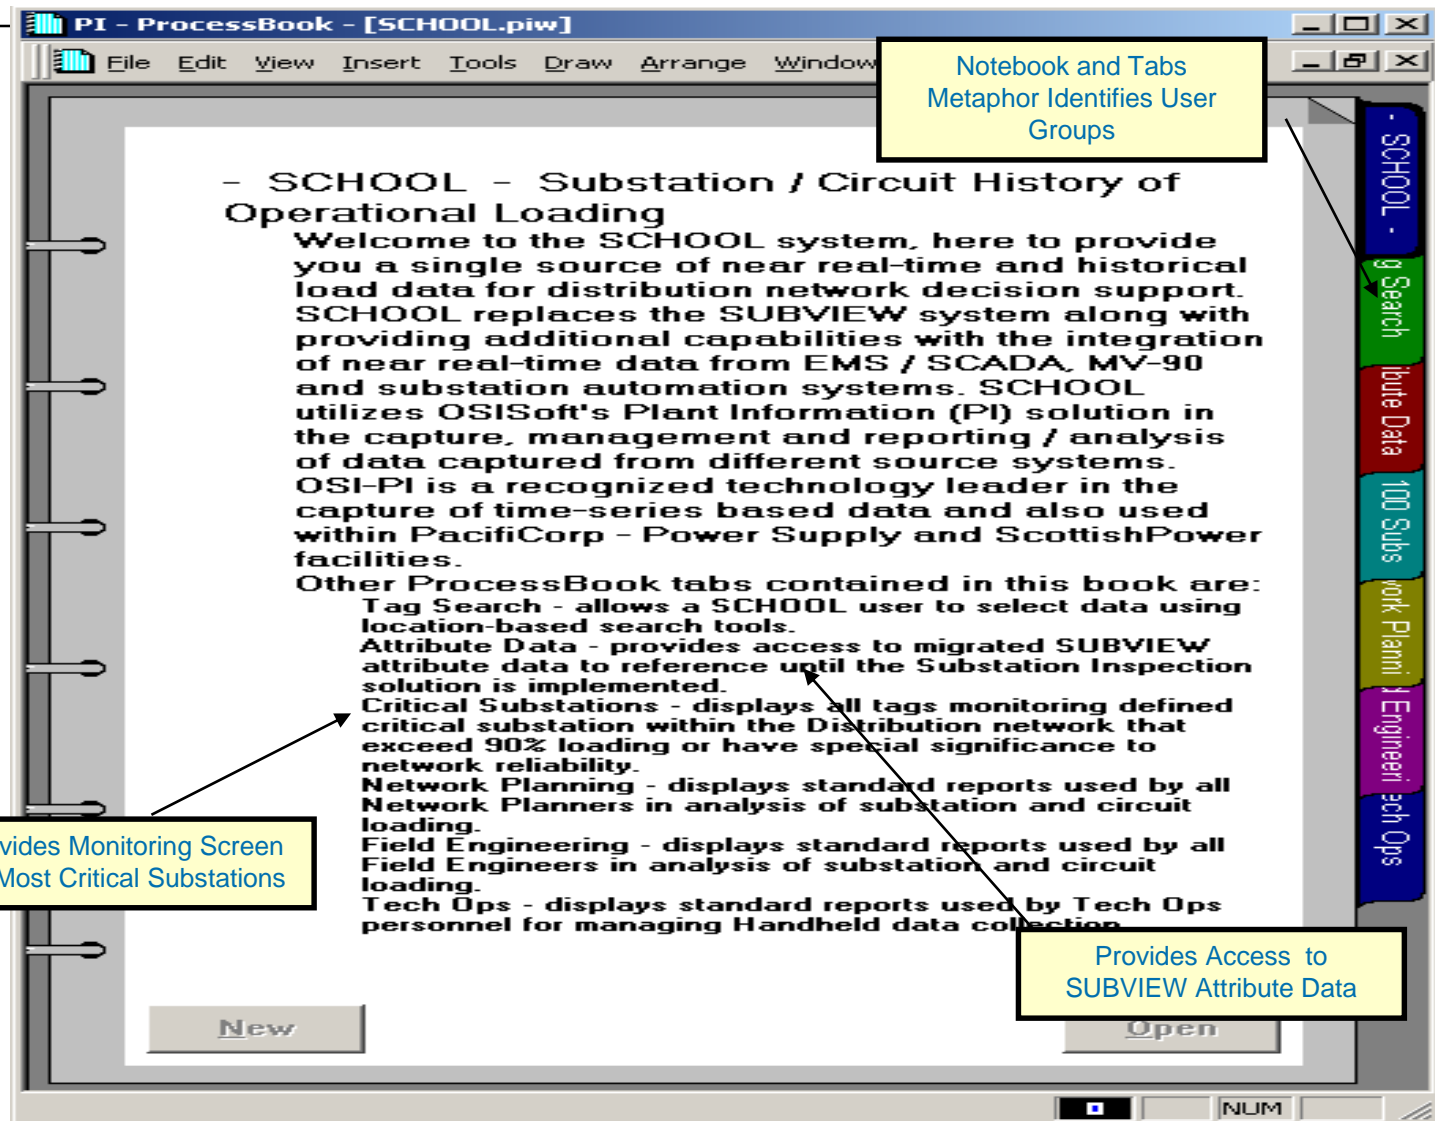 PI - ProcessBook - [SCHOOL.piw]
File Edit View Insert Tools Draw Arrange Window
Notebook and Tabs
Metaphor Identifies User
Groups
- SCHOOL - Substation / Circuit History of
Operational Loading
Welcome to the SCHOOL system, here to provide
you a single source of near real-time and historical
load data for distribution network decision support.
SCHOOL replaces the SUBVIEW system along with
providing additional capabilities with the integration
of near real-time data from EMS / SCADA, MV-90
and substation automation systems. SCHOOL
utilizes OSISoft's Plant Information (PI) solution in
the capture, management and reporting / analysis
of data captured from different source systems.
OSI-PI is a recognized technology leader in the
capture of time-series based data and also used
within PacifiCorp - Power Supply and ScottishPower
facilities.
Other ProcessBook tabs contained in this book are:
Tag Search - allows a SCHOOL user to select data using
location-based search tools.
Attribute Data - provides access to migrated SUBVIEW
attribute data to reference until the Substation Inspection
solution is implemented.
Critical Substations - displays all tags monitoring defined
critical substation within the Distribution network that
exceed 90% loading or have special significance to
network reliability.
Network Planning - displays standard reports used by all
Network Planners in analysis of substation and circuit
loading.
Field Engineering - displays standard reports used by all
Field Engineers in analysis of substation and circuit
loading.
Tech Ops - displays standard reports used by Tech Ops
personnel for managing Handheld data collection
vides Monitoring Screen
Most Critical Substations
Provides Access to
SUBVIEW Attribute Data
New
Open
- SCHOOL -
g Search
ibute Data
100 Subs
work Planni
d Engineeri
ech Ops
NUM